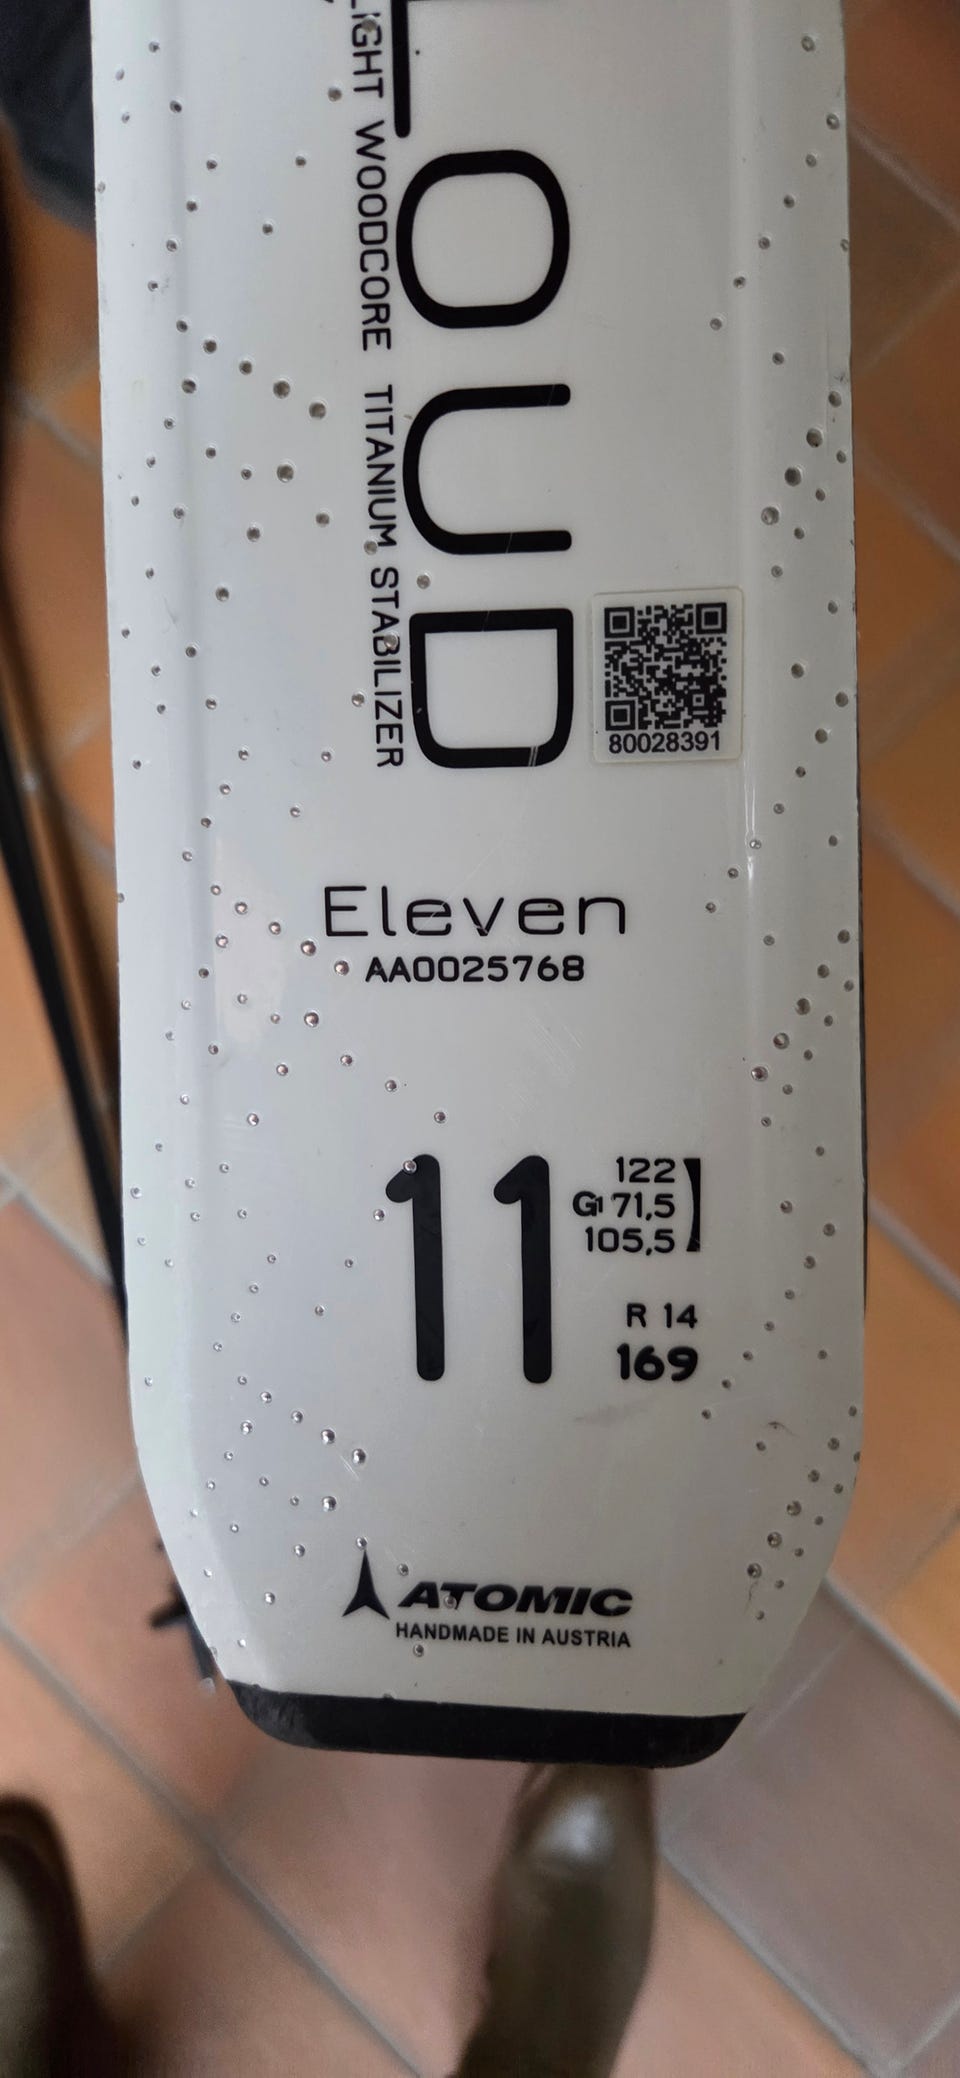 LOUD
LIGHT WOODCORE TITANIUM STABILIZER
80028391
Eleven
AA0025768
11
122
G1 71,5
105,5
R 14
169
ATOMIC
HANDMADE IN AUSTRIA